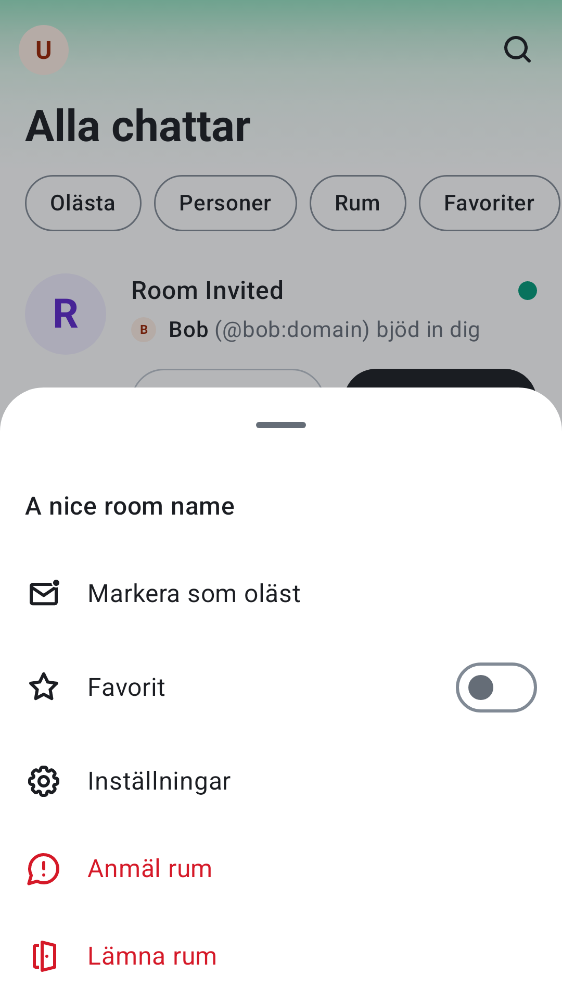 U
Alla chattar
Olästa Personer Rum Favoriter
R
Room Invited
B Bob (@bob:domain) bjöd in dig
A nice room name
Markera som oläst
Favorit
Inställningar
Anmäl rum
Lämna rum